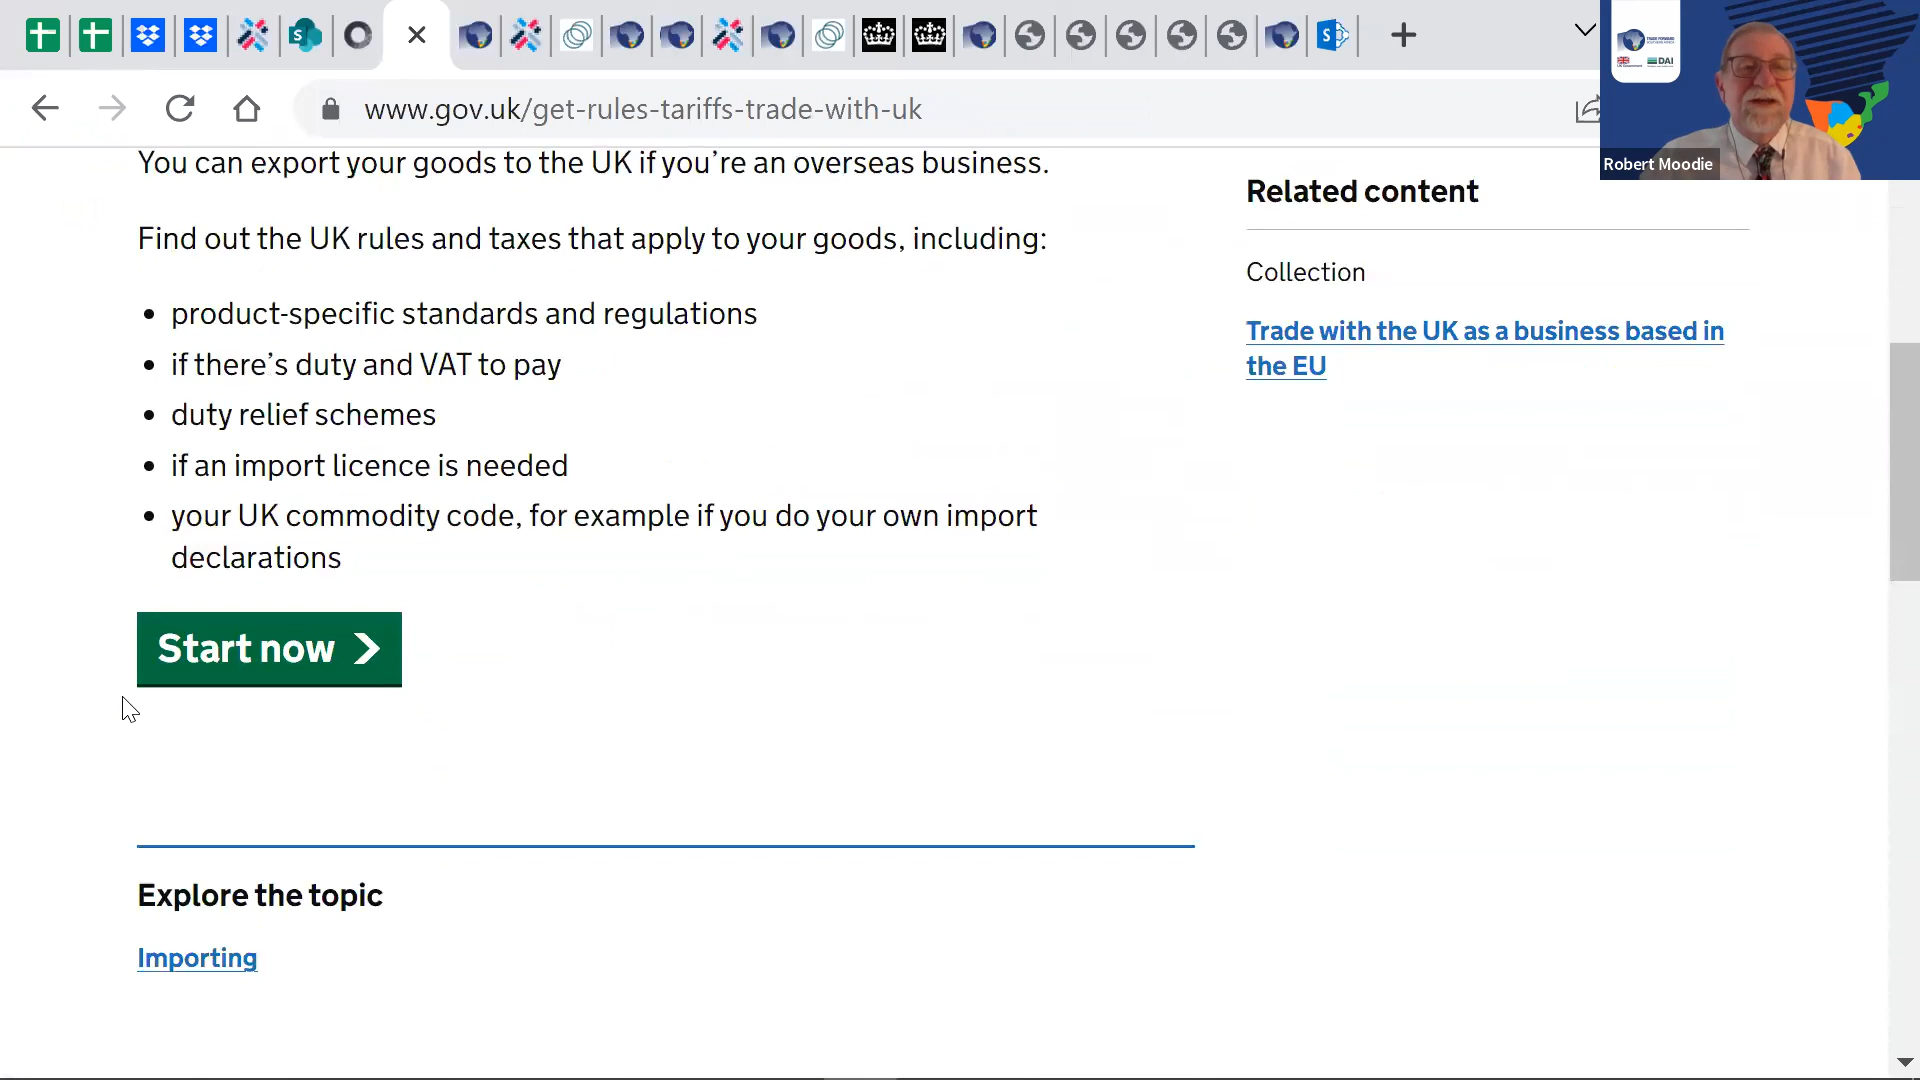 www.gov.uk/get-rules-tariffs-trade-with-uk
DAI
Robert Moodie
You can export your goods to the UK if you’re an overseas business.
Find out the UK rules and taxes that apply to your goods, including:
product-specific standards and regulations
if there’s duty and VAT to pay
duty relief schemes
if an import licence is needed
your UK commodity code, for example if you do your own import
declarations
Start now
Explore the topic
Importing
Related content
Collection
Trade with the UK as a business based in
the EU